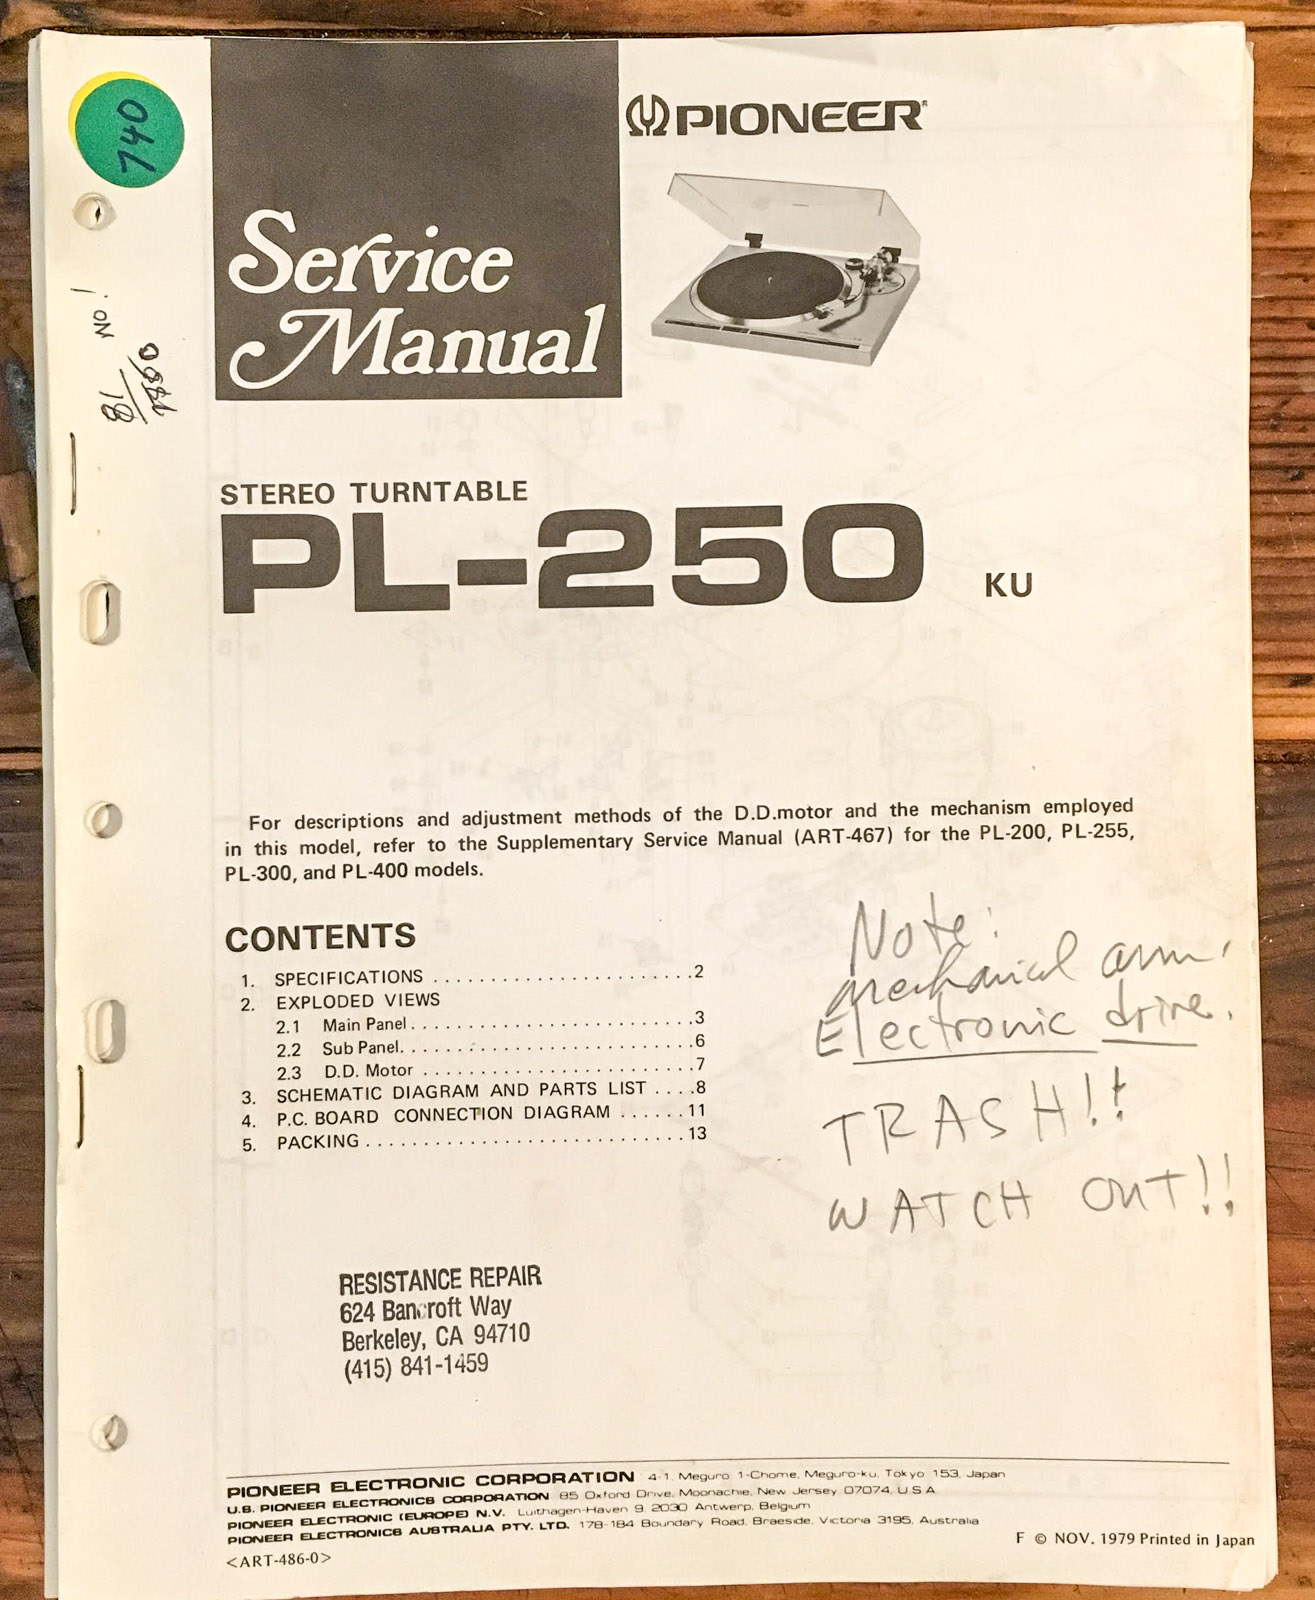 740
NO!
81
Service
Manual
PIONEER®
STEREO TURNTABLE
PL-250 KU
For descriptions and adjustment methods of the D.D.motor and the mechanism employed
in this model, refer to the Supplementary Service Manual (ART-467) for the PL-200, PL-255,
PL-300, and PL-400 models.
CONTENTS
1. SPECIFICATIONS . . . . . . . . . . . . . . . . . . . . . . . .2
2. EXPLODED VIEWS
2.1 Main Panel. . . . . . . . . . . . . . . . . . . . . . . . . .3
2.2 Sub Panel. . . . . . . . . . . . . . . . . . . . . . . . . . .6
2.3 D.D. Motor . . . . . . . . . . . . . . . . . . . . . . . . .7
3. SCHEMATIC DIAGRAM AND PARTS LIST . . . .8
4. P.C. BOARD CONNECTION DIAGRAM . . . . . . 11
5. PACKING . . . . . . . . . . . . . . . . . . . . . . . . . . . . 13
Note:
mechanical arm,
Electronic drive.
TRASH!!
WATCH OUT!!
RESISTANCE REPAIR
624 Bancroft Way
Berkeley, CA 94710
(415) 841-1459
PIONEER ELECTRONIC CORPORATION 4-1, Meguro 1-Chome, Meguro-ku, Tokyo 153, Japan
U.S. PIONEER ELECTRONICS CORPORATION 85 Oxford Drive, Moonachie, New Jersey 07074, U.S.A.
PIONEER ELECTRONIC (EUROPE) N.V. Luithagen-Haven 9, 2030 Antwerp, Belgium
PIONEER ELECTRONICS AUSTRALIA PTY. LTD. 178-184 Boundary Road, Braeside, Victoria 3195, Australia
<ART-486-0>
F © NOV. 1979 Printed in Japan